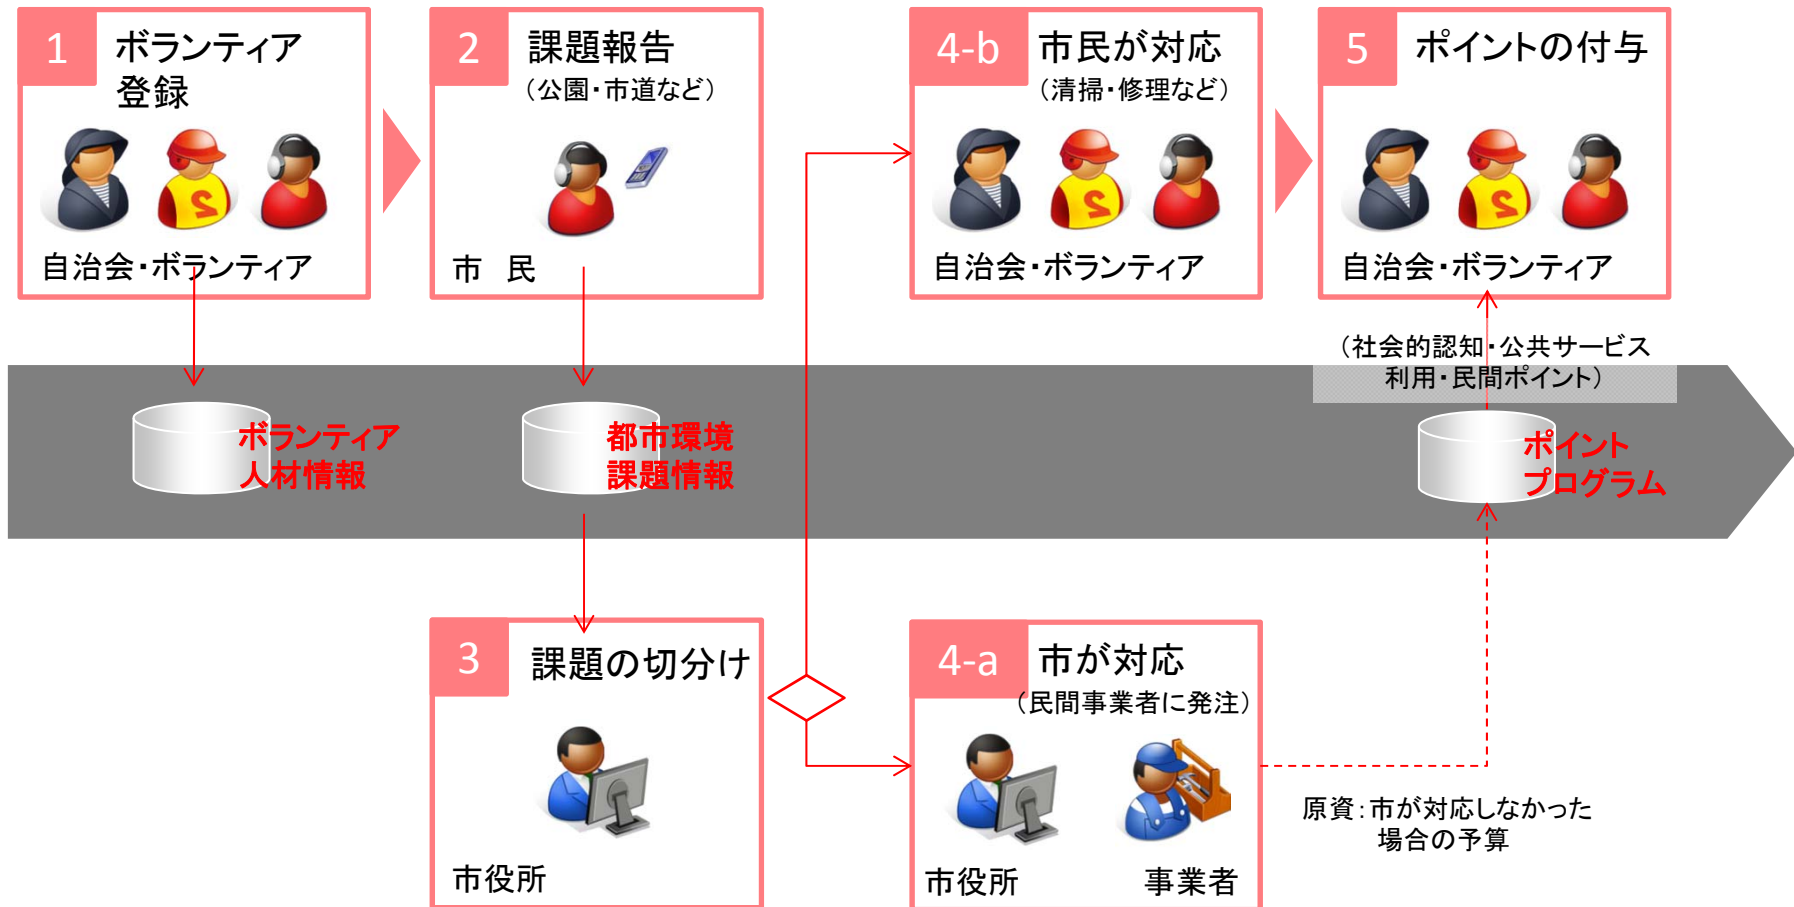 1
ボランティア
登録
自治会・ボランティア
2
課題報告
（公園・市道など）
市　民
4-b
市民が対応
（清掃・修理など）
自治会・ボランティア
5
ポイントの付与
自治会・ボランティア
（社会的認知・公共サービス
利用・民間ポイント）
ボランティア
人材情報
都市環境
課題情報
ポイント
プログラム
3
課題の切分け
市役所
4-a
市が対応
（民間事業者に発注）
市役所
事業者
原資：市が対応しなかった
場合の予算